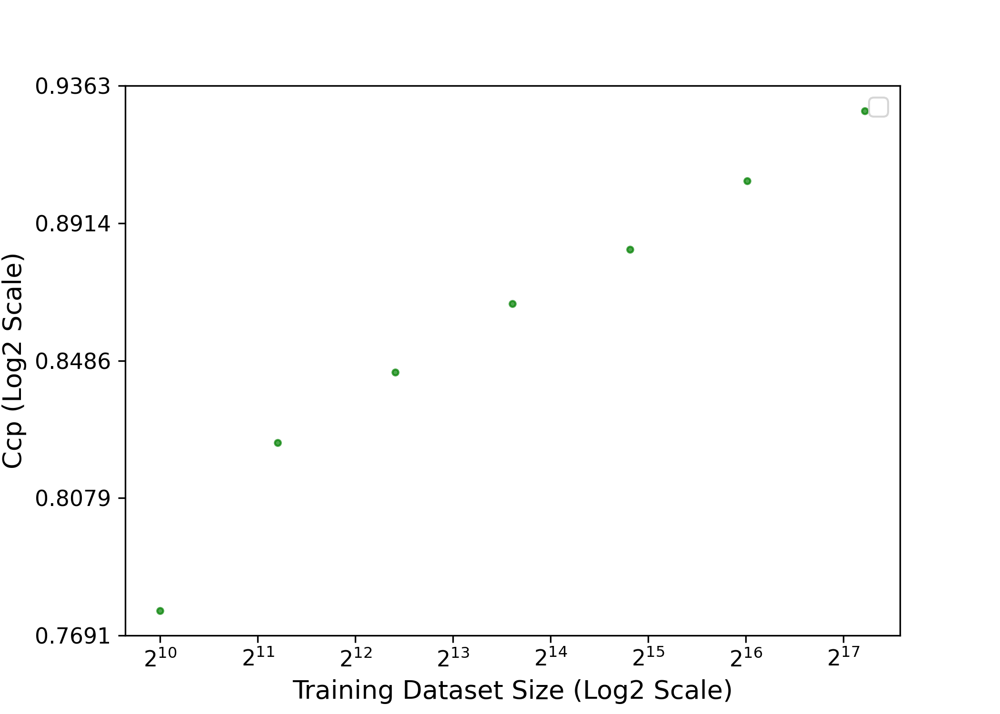 0.9363
0.8914
0.8486
0.8079
0.7691
Ccp (Log2 Scale)
2^10 2^11 2^12 2^13 2^14 2^15 2^16 2^17
Training Dataset Size (Log2 Scale)